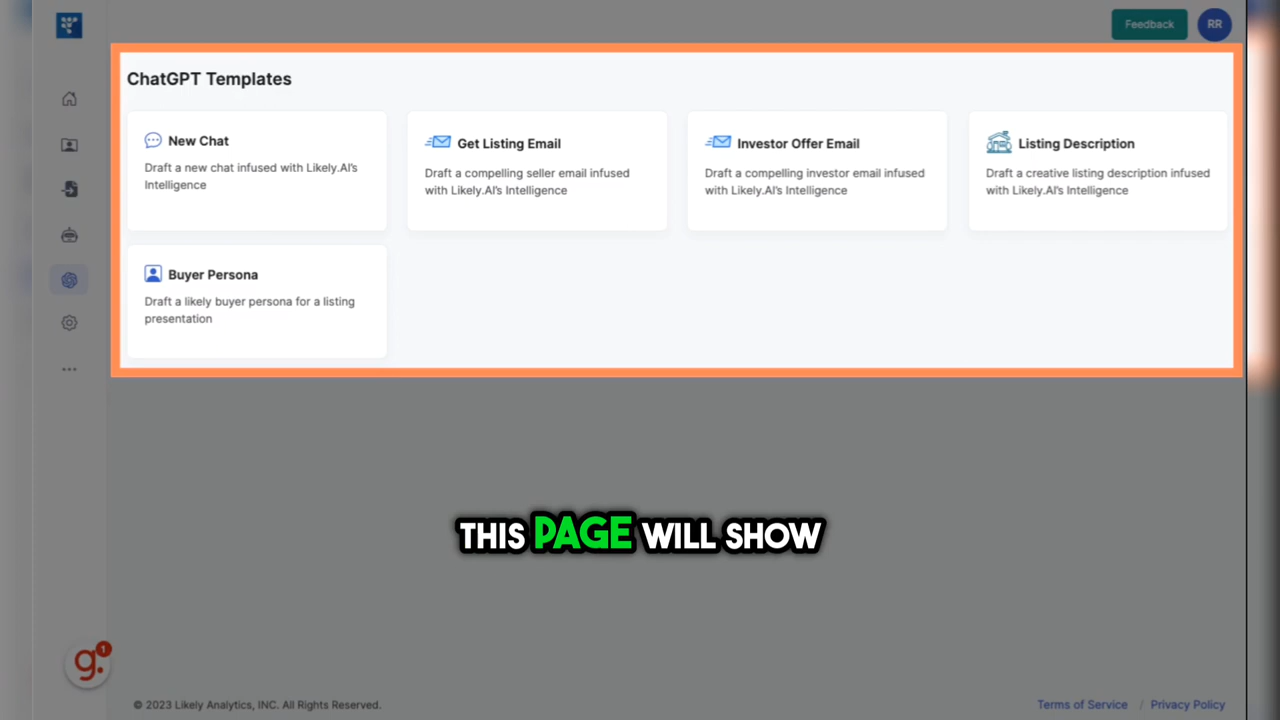 Feedback
RR
ChatGPT Templates
New Chat
Draft a new chat infused with Likely.AI's
Intelligence
Get Listing Email
Draft a compelling seller email infused
with Likely.AI's Intelligence
Investor Offer Email
Draft a compelling investor email infused
with Likely.AI's Intelligence
Listing Description
Draft a creative listing description infused
with Likely.AI's Intelligence
Buyer Persona
Draft a likely buyer persona for a listing
presentation
THIS PAGE WILL SHOW
g.
1
© 2023 Likely Analytics, INC. All Rights Reserved.
Terms of Service / Privacy Policy